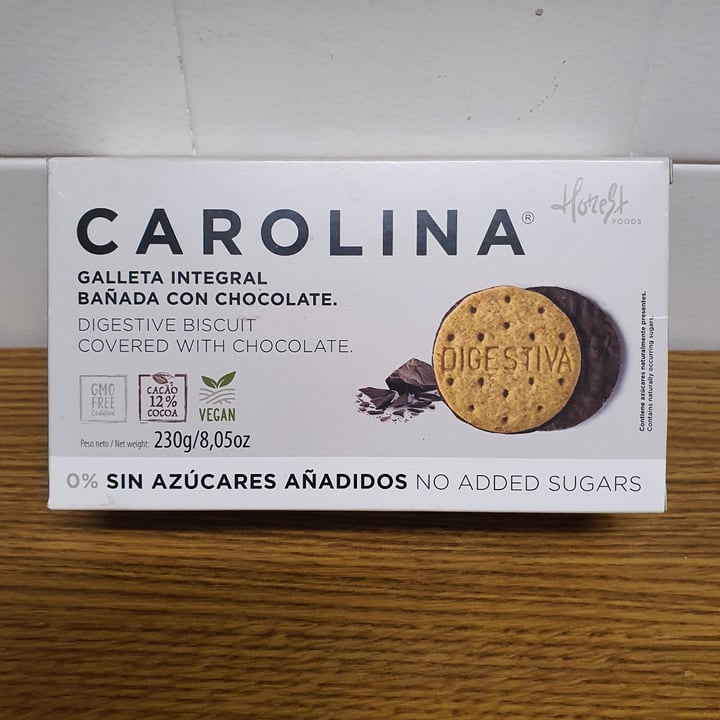 CAROLINA®
Honest
FOODS
GALLETA INTEGRAL
BAÑADA CON CHOCOLATE.
DIGESTIVE BISCUIT
COVERED WITH CHOCOLATE.
DIGESTIVA
GMO
FREE
Certified
CACAO
12%
COCOA
VEGAN
Peso neto / Net weight: 230g/8,05oz
Contiene azúcares naturalmente presentes.
Contains naturally occurring sugars.
0% SIN AZÚCARES AÑADIDOS NO ADDED SUGARS